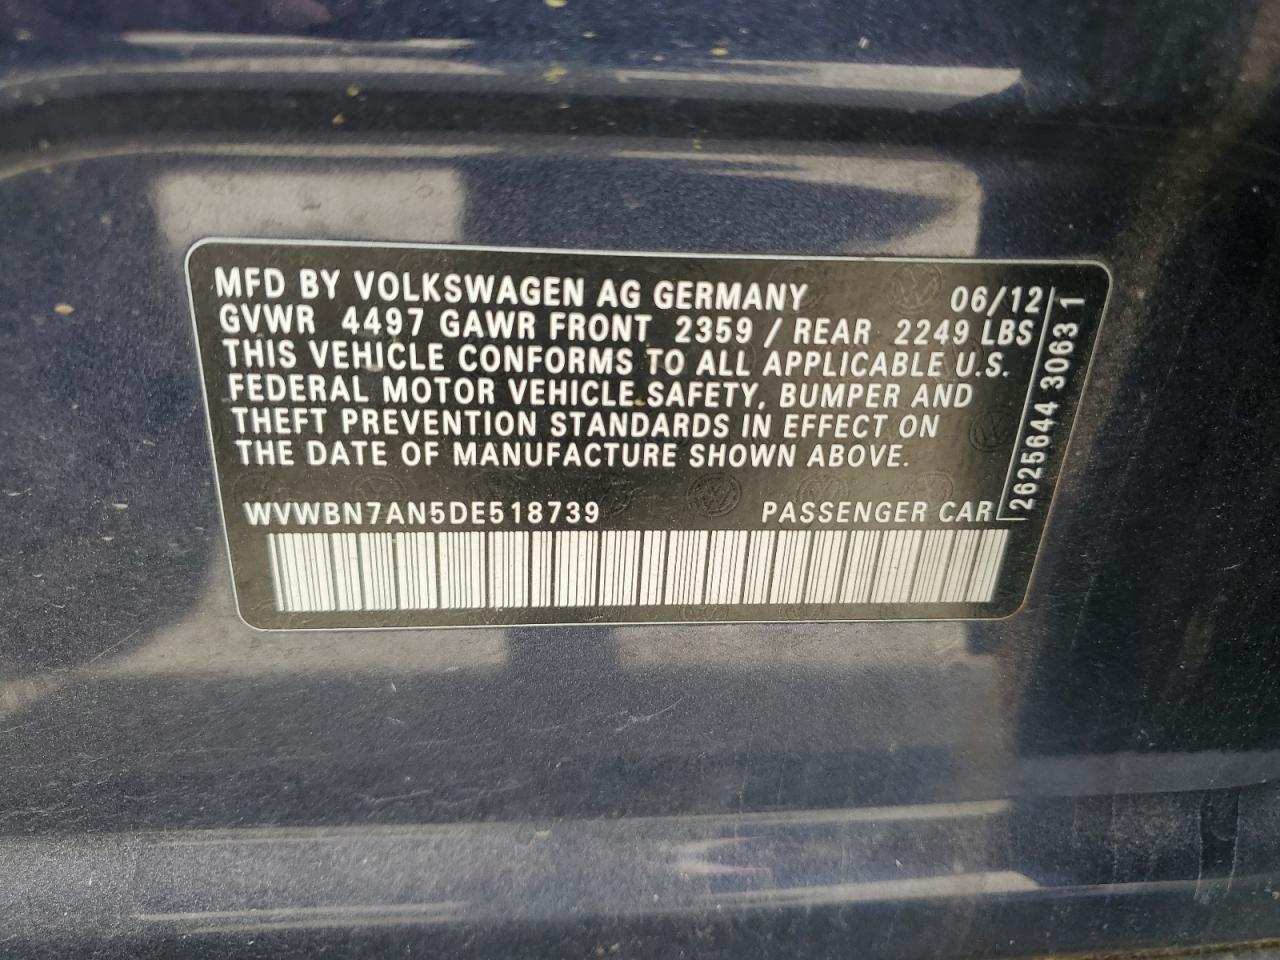 MFD BY VOLKSWAGEN AG GERMANY 06/12
GVWR 4497 GAWR FRONT 2359 / REAR 2249 LBS
THIS VEHICLE CONFORMS TO ALL APPLICABLE U.S.
FEDERAL MOTOR VEHICLE SAFETY, BUMPER AND
THEFT PREVENTION STANDARDS IN EFFECT ON
THE DATE OF MANUFACTURE SHOWN ABOVE.
WVWBN7AN5DE518739 PASSENGER CAR
2625644 3063 1